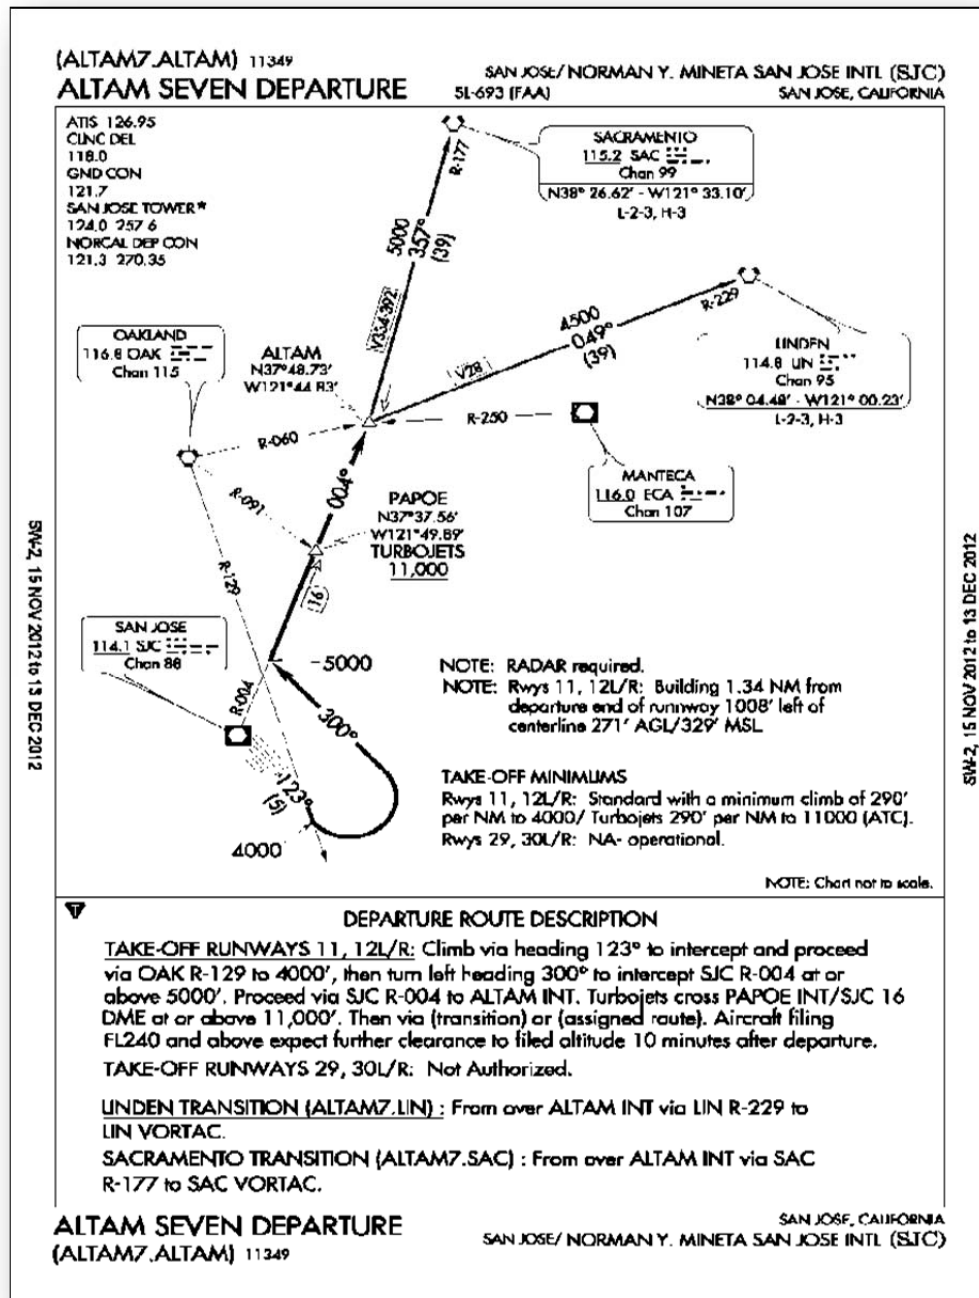 (ALTAM7.ALTAM) 11349
ALTAM SEVEN DEPARTURE
SL-693 (FAA)
SAN JOSE/ NORMAN Y. MINETA SAN JOSE INTL (SJC)
SAN JOSE, CALIFORNIA
ATIS 126.95
CLNC DEL
118.0
GND CON
121.7
SAN JOSE TOWER*
124.0 257.6
NORCAL DEP CON
121.3 270.35
R-177
SACRAMENTO
115.2 SAC
Chan 99
N38° 26.62' - W121° 33.10'
L-2-3, H-3
5000
357°
(39)
V334-392
R-229
4500
049°
(39)
V28
LINDEN
114.8 LIN
Chan 95
N38° 04.48' - W121° 00.23'
L-2-3, H-3
OAKLAND
116.8 OAK
Chan 115
ALTAM
N37°48.73'
W121°44.83'
R-060
R-250
MANTECA
116.0 ECA
Chan 107
R-091
004°
PAPOE
N37°37.56'
W121°49.89'
TURBOJETS
11,000
R-129
(16)
SAN JOSE
114.1 SJC
Chan 88
5000
R-004
300°
123°
(5)
4000
NOTE: RADAR required.
NOTE: Rwys 11, 12L/R: Building 1.34 NM from
departure end of runnway 1008' left of
centerline 271' AGL/329' MSL
TAKE-OFF MINIMUMS
Rwys 11, 12L/R: Standard with a minimum climb of 290'
per NM to 4000/ Turbojets 290' per NM to 11000 (ATC).
Rwys 29, 30L/R: NA- operational.
NOTE: Chart not to scale.
SW-2, 15 NOV 2012 to 13 DEC 2012
SW-2, 15 NOV 2012 to 13 DEC 2012
T
DEPARTURE ROUTE DESCRIPTION
TAKE-OFF RUNWAYS 11, 12L/R: Climb via heading 123° to intercept and proceed
via OAK R-129 to 4000', then turn left heading 300° to intercept SJC R-004 at or
above 5000'. Proceed via SJC R-004 to ALTAM INT. Turbojets cross PAPOE INT/SJC 16
DME at or above 11,000'. Then via (transition) or (assigned route). Aircraft filing
FL240 and above expect further clearance to filed altitude 10 minutes after departure.
TAKE-OFF RUNWAYS 29, 30L/R: Not Authorized.
LINDEN TRANSITION (ALTAM7.LIN) : From over ALTAM INT via LIN R-229 to
LIN VORTAC.
SACRAMENTO TRANSITION (ALTAM7.SAC) : From over ALTAM INT via SAC
R-177 to SAC VORTAC.
ALTAM SEVEN DEPARTURE
(ALTAM7.ALTAM) 11349
SAN JOSE, CALIFORNIA
SAN JOSE/ NORMAN Y. MINETA SAN JOSE INTL (SJC)